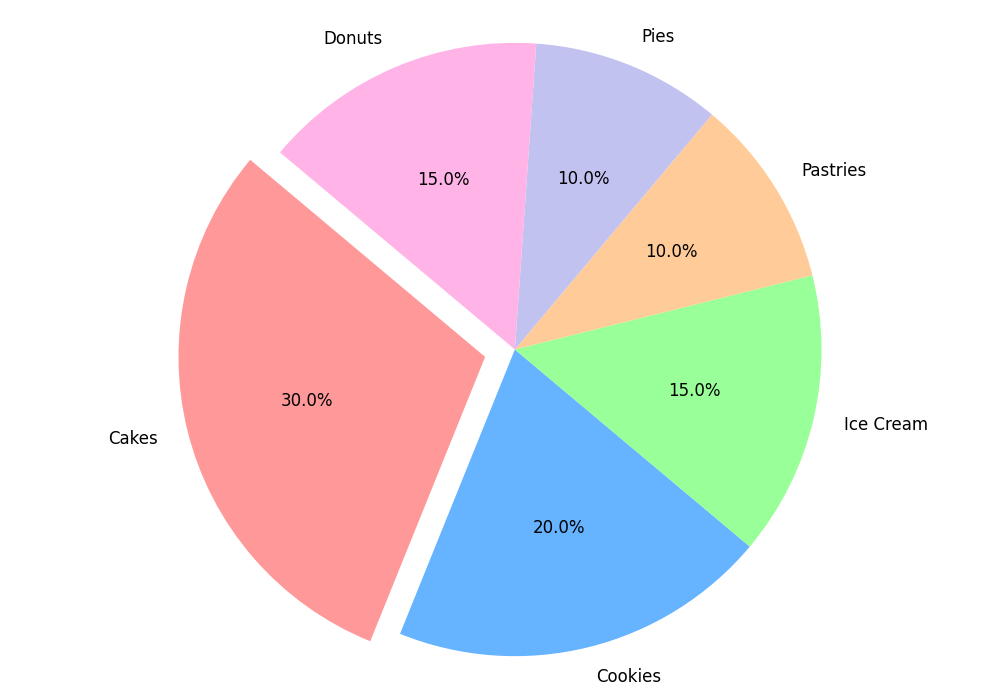 Donuts
Pies
Pastries
15.0%
10.0%
10.0%
15.0%
30.0%
Ice Cream
Cakes
20.0%
Cookies